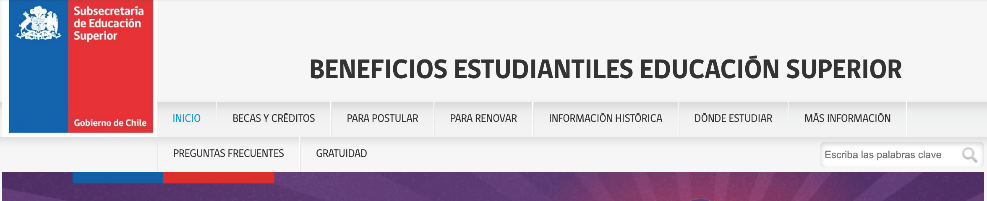 Subsecretaría
de Educación
Superior
Gobierno de Chile
BENEFICIOS ESTUDIANTILES EDUCACIÓN SUPERIOR
INICIO BECAS Y CRÉDITOS PARA POSTULAR PARA RENOVAR INFORMACIÓN HISTÓRICA DÓNDE ESTUDIAR MÁS INFORMACIÓN
PREGUNTAS FRECUENTES GRATUIDAD Escriba las palabras clave